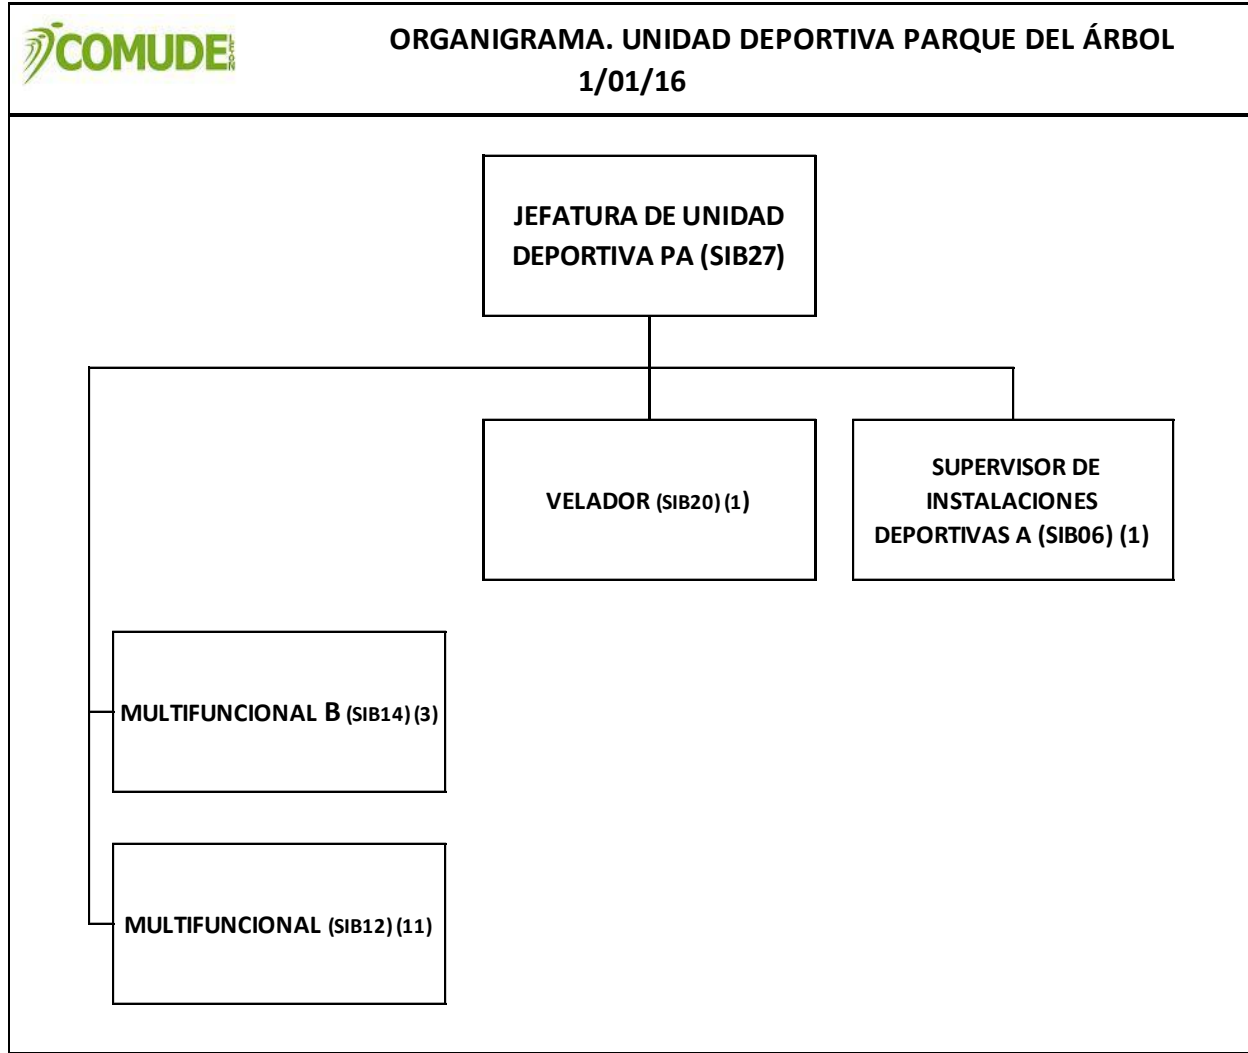 COMUDE LEÓN
ORGANIGRAMA. UNIDAD DEPORTIVA PARQUE DEL ÁRBOL
1/01/16
JEFATURA DE UNIDAD
DEPORTIVA PA (SIB27)
VELADOR (SIB20) (1)
SUPERVISOR DE
INSTALACIONES
DEPORTIVAS A (SIB06) (1)
MULTIFUNCIONAL B (SIB14) (3)
MULTIFUNCIONAL (SIB12) (11)